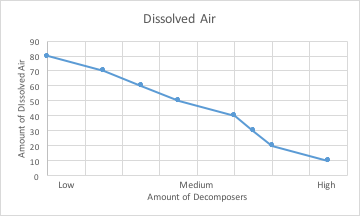 Dissolved Air
Amount of DIssolved Air
90
80
70
60
50
40
30
20
10
0
Low Medium High
Amount of Decomposers